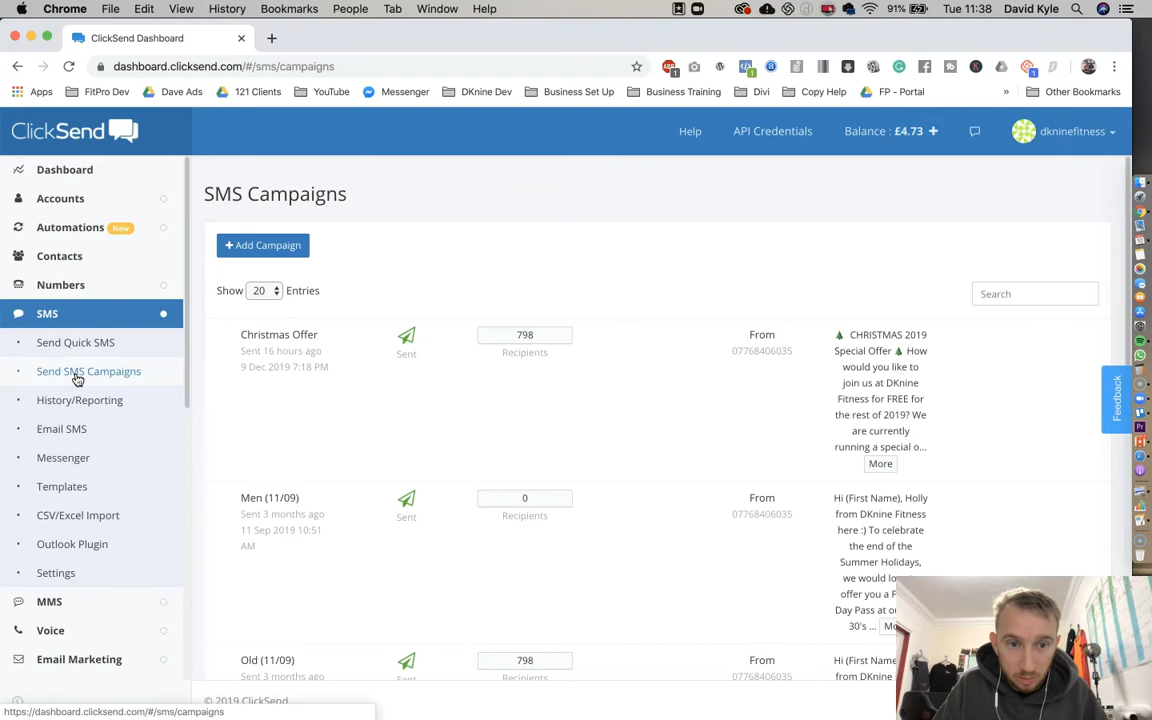 Chrome File Edit View History Bookmarks People Tab Window Help 91% Tue 11:38 David Kyle
ClickSend Dashboard
dashboard.clicksend.com/#/sms/campaigns
Apps FitPro Dev Dave Ads 121 Clients YouTube Messenger DKnine Dev Business Set Up Business Training Divi Copy Help FP - Portal » Other Bookmarks
ClickSend Help API Credentials Balance : £4.73 + dkninefitness
Dashboard
Accounts
Automations New
Contacts
Numbers
SMS
Send Quick SMS
Send SMS Campaigns
History/Reporting
Email SMS
Messenger
Templates
CSV/Excel Import
Outlook Plugin
Settings
MMS
Voice
Email Marketing
SMS Campaigns
+ Add Campaign
Show 20 Entries
Search
Christmas Offer
Sent 16 hours ago
9 Dec 2019 7:18 PM
Sent
798
Recipients
From
07768406035
🎄 CHRISTMAS 2019
Special Offer 🎄 How
would you like to
join us at DKnine
Fitness for FREE for
the rest of 2019? We
are currently
running a special o...
More
Men (11/09)
Sent 3 months ago
11 Sep 2019 10:51
AM
Sent
0
Recipients
From
07768406035
Hi (First Name), Holly
from DKnine Fitness
here :) To celebrate
the end of the
Summer Holidays,
we would lo
offer you a F
Day Pass at ou
30's ...
Old (11/09)
Sent 3 months ago
Sent
798
Recipients
From
07768406035
Hi (First Name
from DKnine F
Feedback
© 2019 ClickSend
https://dashboard.clicksend.com/#/sms/campaigns